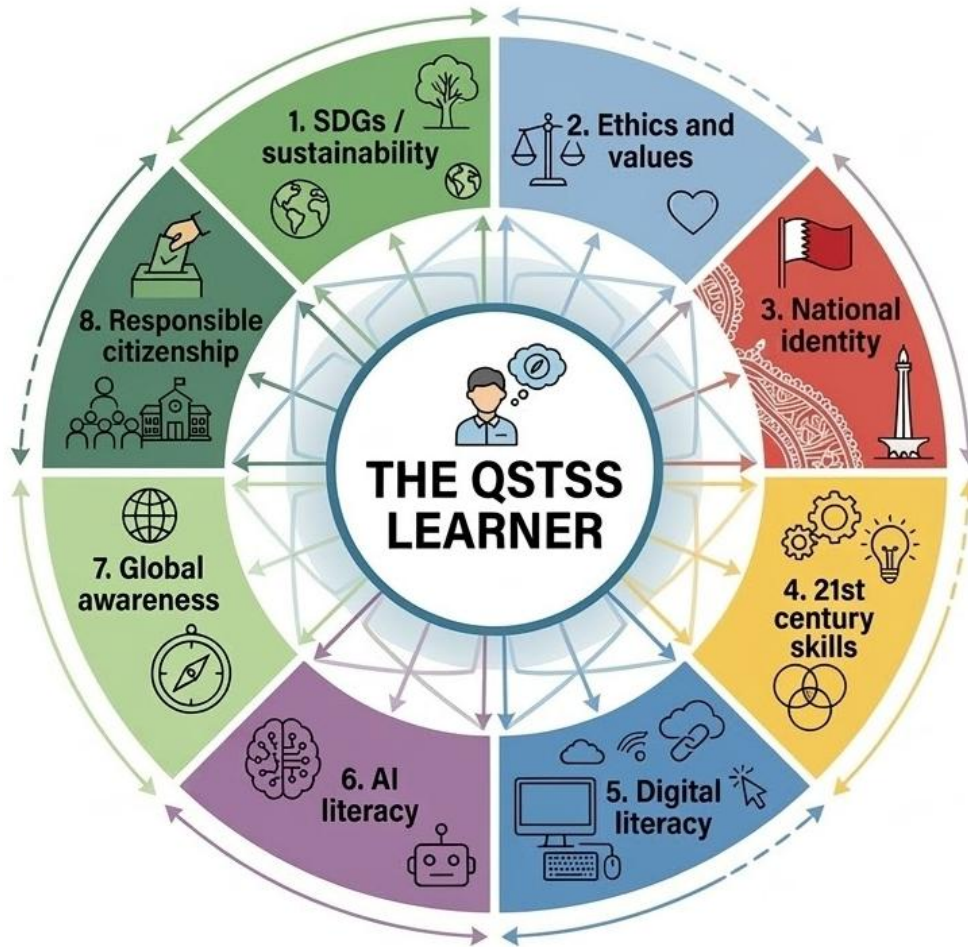 1. SDGs /
sustainability
2. Ethics and
values
3. National
identity
4. 21st
century
skills
5. Digital
literacy
6. AI
literacy
7. Global
awareness
8. Responsible
citizenship
THE QSTSS
LEARNER